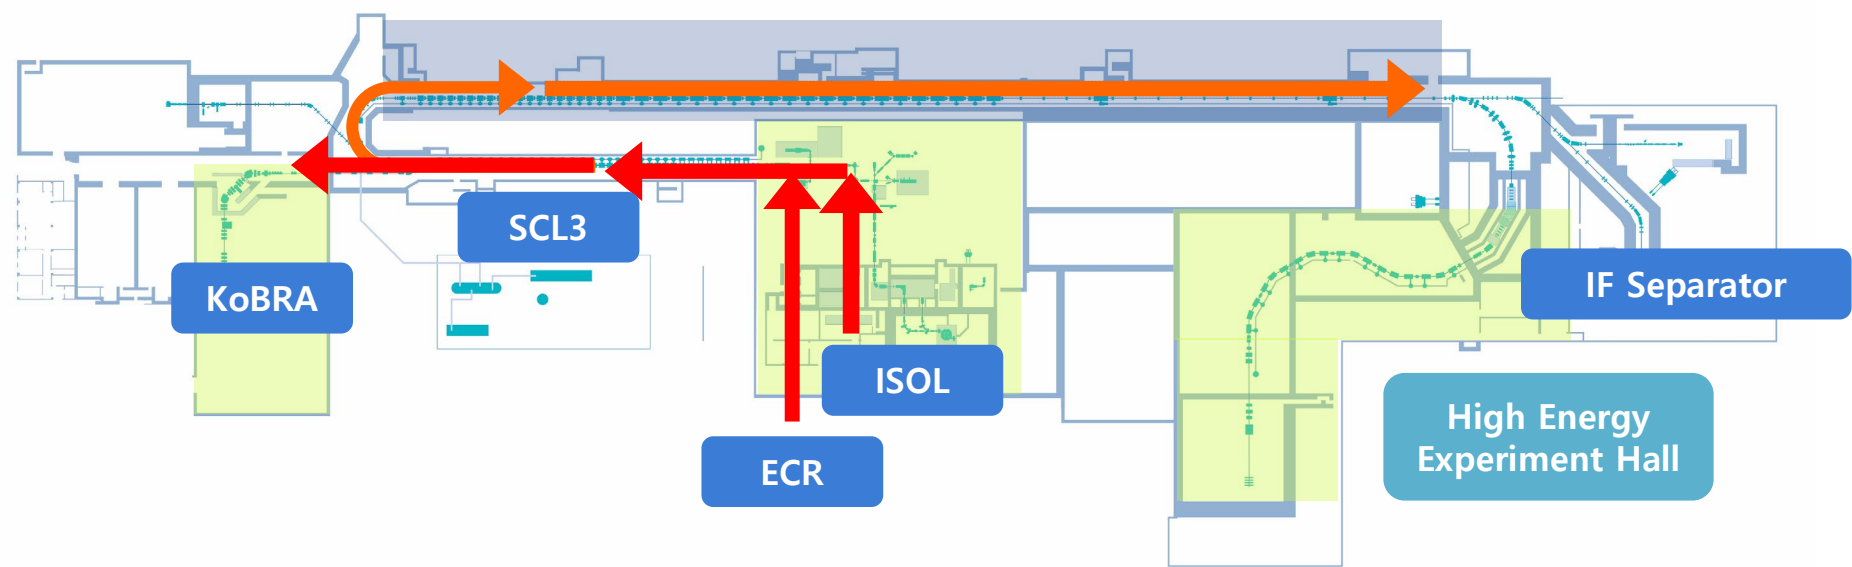 SCL3
KoBRA
IF Separator
ISOL
High Energy
Experiment Hall
ECR